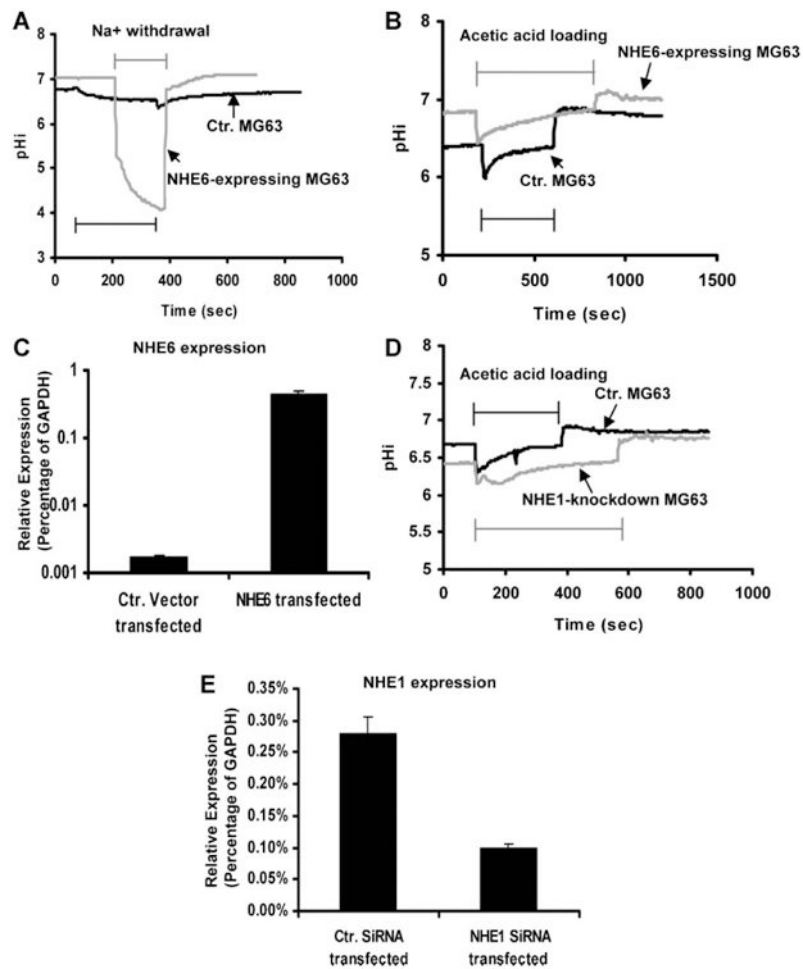 A
Na+ withdrawal
8
7
6
5
4
3
pHi
Ctr. MG63
NHE6-expressing MG63
0 200 400 600 800 1000
Time (sec)
B
Acetic acid loading
NHE6-expressing MG63
8
7
6
5
pHi
Ctr. MG63
0 500 1000 1500
Time (sec)
C
NHE6 expression
1
0.1
0.01
0.001
Relative Expression
(Percentage of GAPDH)
Ctr. Vector
transfected
NHE6 transfected
D
Acetic acid loading
Ctr. MG63
8
7.5
7
6.5
6
5.5
5
pHi
NHE1-knockdown MG63
0 200 400 600 800 1000
Time (sec)
E
NHE1 expression
0.35%
0.30%
0.25%
0.20%
0.15%
0.10%
0.05%
0.00%
Relative Expression
(Percentage of GAPDH)
Ctr. SiRNA
transfected
NHE1 SiRNA
transfected